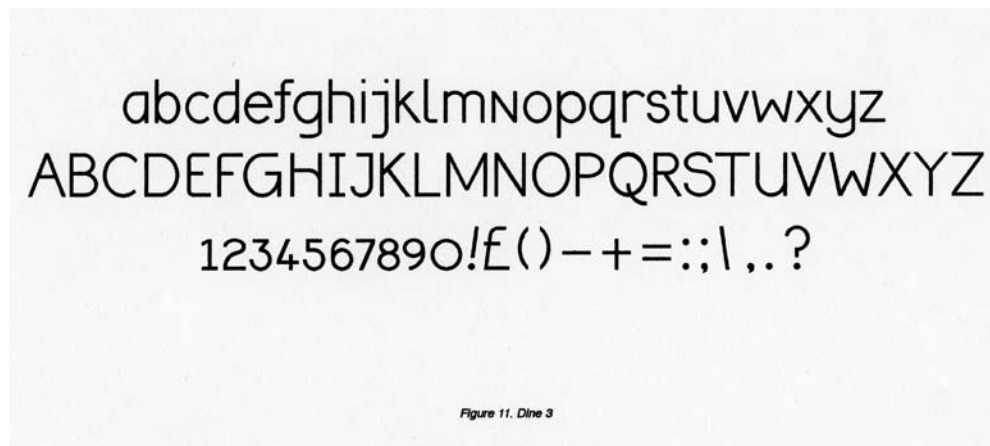 abcdefghijklmnopqrstuvwxyz
ABCDEFGHIJKLMNOPQRSTUVWXYZ
1234567890!£()−+=:;\,.?
Figure 11. Dine 3